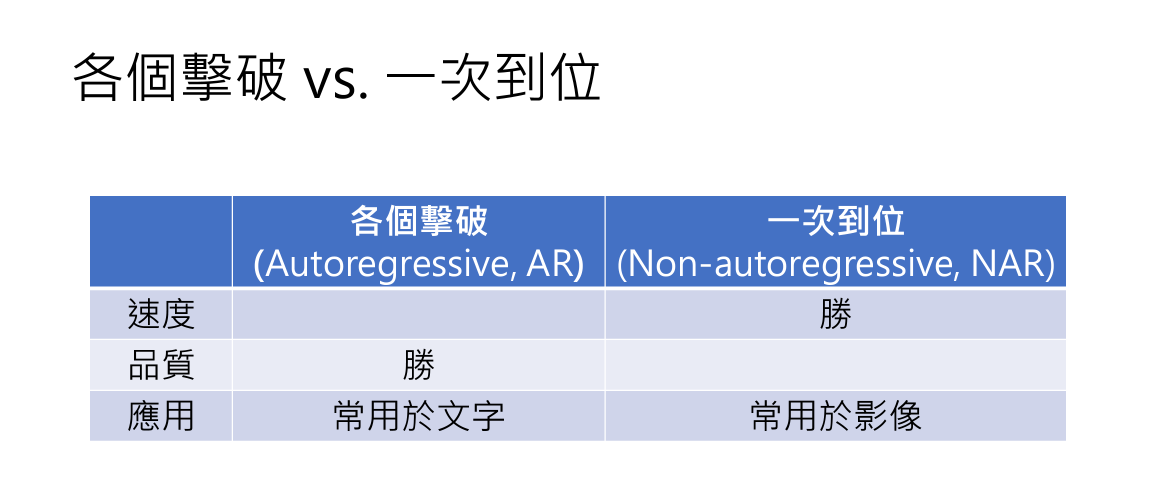 各個擊破 vs. 一次到位
各個擊破
(Autoregressive, AR)
一次到位
(Non-autoregressive, NAR)
速度
勝
品質
勝
應用
常用於文字
常用於影像